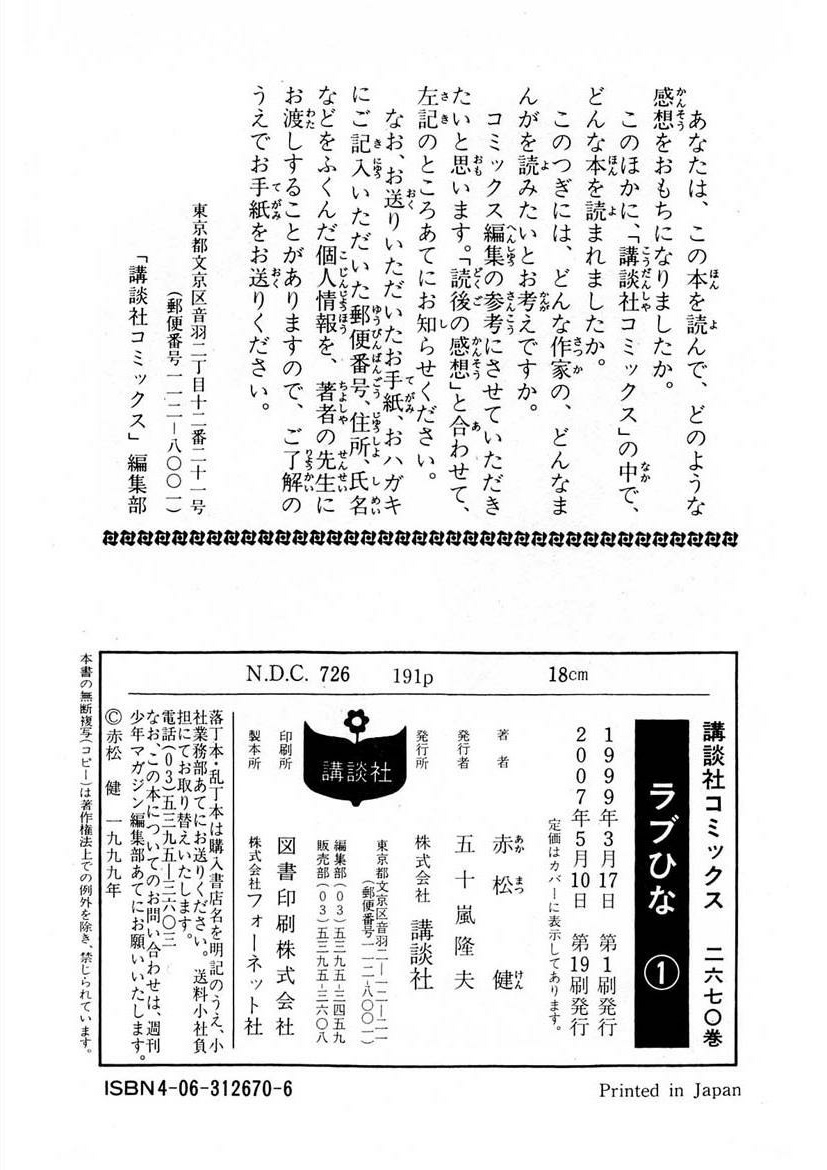 あなたは、この本を読んで、どのような
感想をおもちになりましたか。
このほかに、「講談社コミックス」の中で、
どんな本を読まれましたか。
このつぎには、どんな作家の、どんなま
んがを読みたいとお考えですか。
コミックス編集の参考にさせていただき
たいと思います。「読後の感想」と合わせて、
左記のところあてにお知らせください。
なお、お送りいただいたお手紙、おハガキ
にご記入いただいた郵便番号、住所、氏名
などをふくんだ個人情報を、著者の先生に
お渡しすることがありますので、ご了解の
うえでお手紙をお送りください。
東京都文京区音羽二丁目十二番二十一号
(郵便番号一一二-八〇〇一)
「講談社コミックス」編集部
N.D.C. 726 191p 18cm
講談社コミックス 二六七〇巻
ラブひな ①
1999年3月17日 第1刷発行
2007年5月10日 第19刷発行
定価はカバーに表示してあります。
著者 赤松 健
発行者 五十嵐隆夫
発行所 株式会社 講談社
東京都文京区音羽二-一二-二一
(郵便番号一一二-八〇〇一)
編集部(03)五三九五-三四五九
販売部(03)五三九五-三六〇八
講談社
印刷所 図書印刷株式会社
製本所 株式会社フォーネット社
落丁本・乱丁本は購入書店名を明記のうえ、小
社業務部あてにお送りください。送料小社負
担にてお取り替えいたします。
電話(03)五三九五-三六〇三
なお、この本についてのお問い合わせは、週刊
少年マガジン編集部あてにお願いいたします。
©赤松 健 一九九九年
本書の無断複写(コピー)は著作権法上での例外を除き、禁じられています。
ISBN4-06-312670-6
Printed in Japan